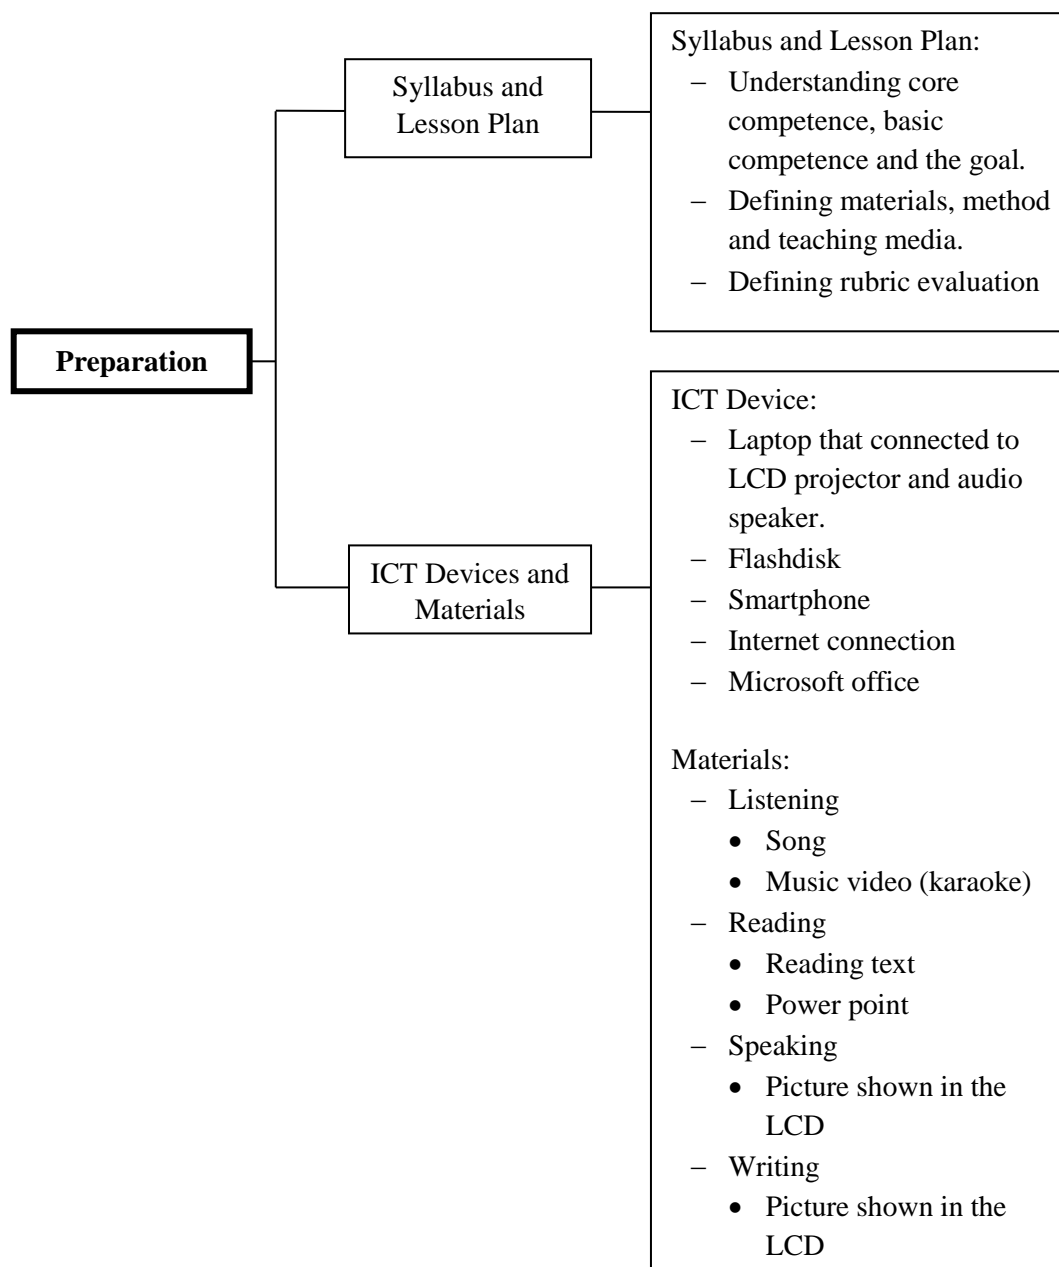 Preparation
Syllabus and
Lesson Plan
Syllabus and Lesson Plan:
– Understanding core
competence, basic
competence and the goal.
– Defining materials, method
and teaching media.
– Defining rubric evaluation
ICT Devices and
Materials
ICT Device:
– Laptop that connected to
LCD projector and audio
speaker.
– Flashdisk
– Smartphone
– Internet connection
– Microsoft office
Materials:
– Listening
• Song
• Music video (karaoke)
– Reading
• Reading text
• Power point
– Speaking
• Picture shown in the
LCD
– Writing
• Picture shown in the
LCD